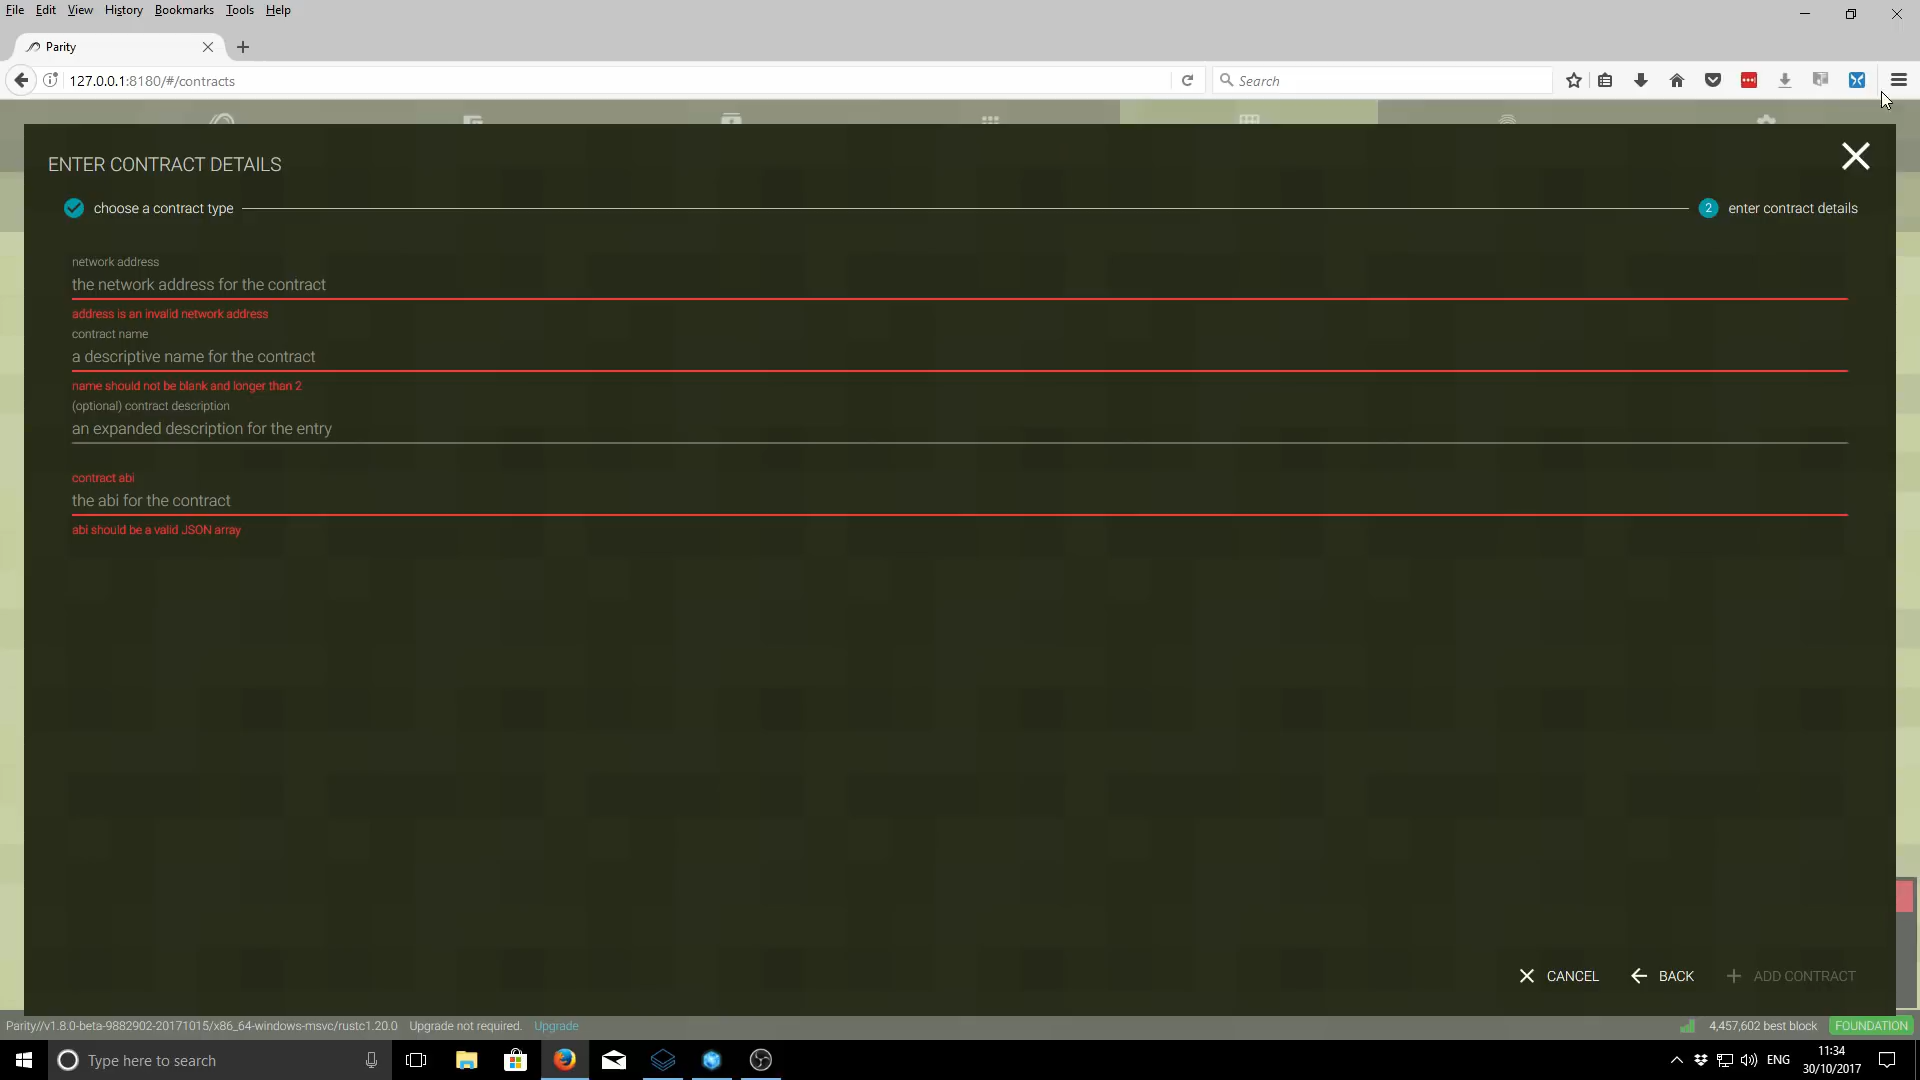 File Edit View History Bookmarks Tools Help
Parity
127.0.0.1:8180/#/contracts
Search
ENTER CONTRACT DETAILS
choose a contract type
2 enter contract details
network address
the network address for the contract
address is an invalid network address
contract name
a descriptive name for the contract
name should not be blank and longer than 2
(optional) contract description
an expanded description for the entry
contract abi
the abi for the contract
abi should be a valid JSON array
CANCEL BACK ADD CONTRACT
Parity//v1.8.0-beta-9882902-20171015/x86_64-windows-msvc/rustc1.20.0 Upgrade not required. Upgrade
4,457,602 best block FOUNDATION
Type here to search
ENG
11:34
30/10/2017